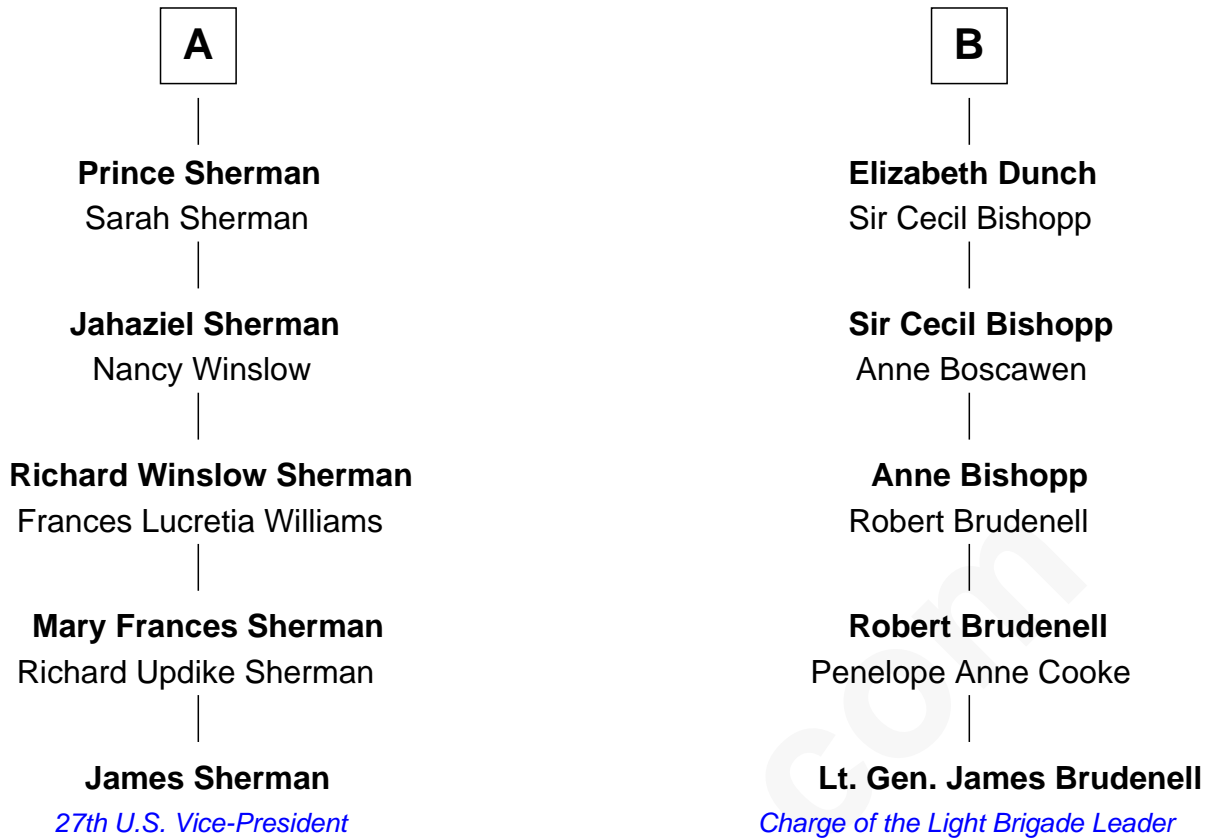 A
Prince Sherman
Sarah Sherman
Jahaziel Sherman
Nancy Winslow
Richard Winslow Sherman
Frances Lucretia Williams
Mary Frances Sherman
Richard Updike Sherman
James Sherman
27th U.S. Vice-President
B
Elizabeth Dunch
Sir Cecil Bishopp
Sir Cecil Bishopp
Anne Boscawen
Anne Bishopp
Robert Brudenell
Robert Brudenell
Penelope Anne Cooke
Lt. Gen. James Brudenell
Charge of the Light Brigade Leader
com